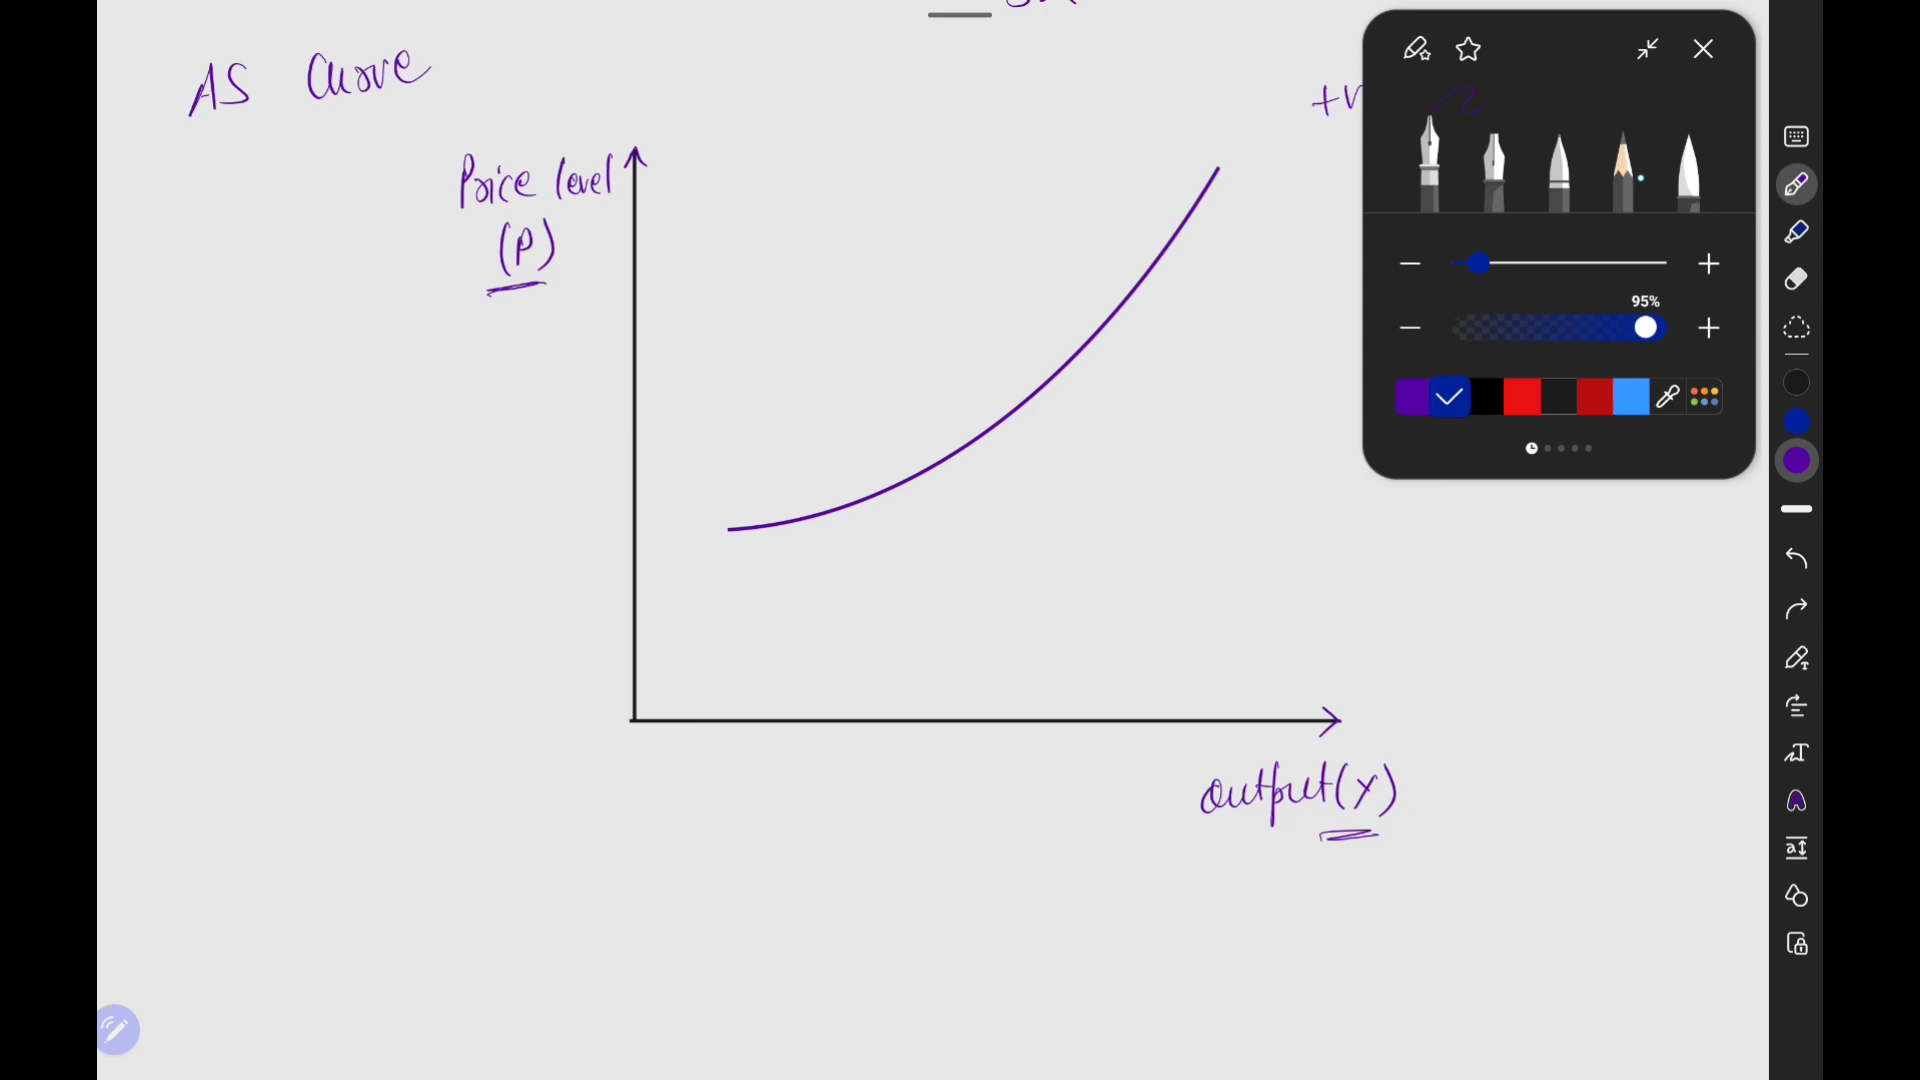 AS Curve
Price level
(P)
95%
output(x)